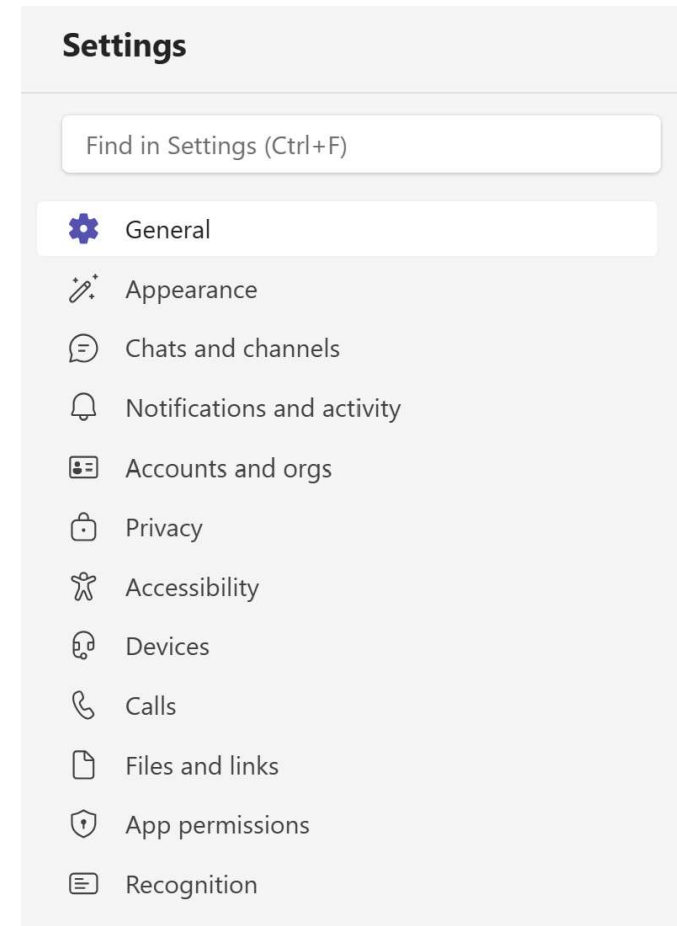 Settings
Find in Settings (Ctrl+F)
General
Appearance
Chats and channels
Notifications and activity
Accounts and orgs
Privacy
Accessibility
Devices
Calls
Files and links
App permissions
Recognition